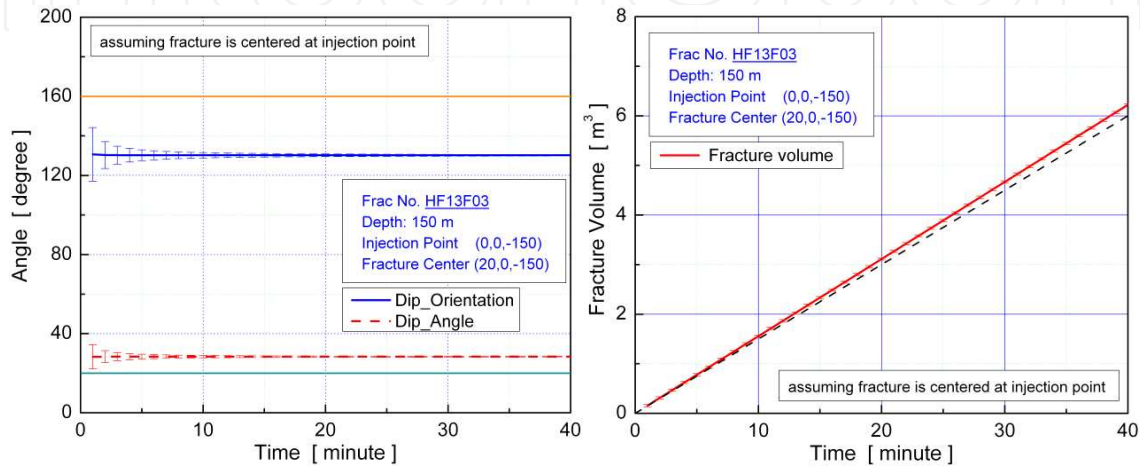 assuming fracture is centered at injection point
Frac No. HF13F03
Depth: 150 m
Injection Point (0,0,-150)
Fracture Center (20,0,-150)
Dip_Orientation
Dip_Angle
Angle [ degree ]
200
160
120
80
40
0
0
10
20
30
40
Time [ minute ]
Frac No. HF13F03
Depth: 150 m
Injection Point (0,0,-150)
Fracture Center (20,0,-150)
Fracture volume
assuming fracture is centered at injection point
Fracture Volume [ m³ ]
8
6
4
2
0
0
10
20
30
40
Time [ minute ]